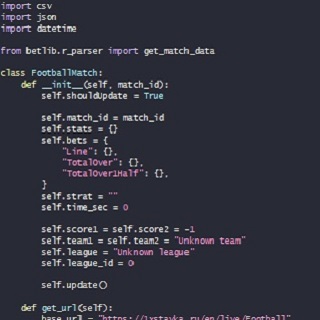 import csv
import json
import datetime
from betlib.r_parser import get_match_data
class FootballMatch:
def __init__(self, match_id):
self.shouldUpdate = True
self.match_id = match_id
self.stats = {}
self.bets = {
"Line": {},
"TotalOver": {},
"TotalOver1Half": {},
}
self.strat = ""
self.time_sec = 0
self.score1 = self.score2 = -1
self.team1 = self.team2 = "Unknown team"
self.league = "Unknown league"
self.league_id = 0
self.update()
def get_url(self):
base_url = "https://1xstavka.ru/en/live/Football"